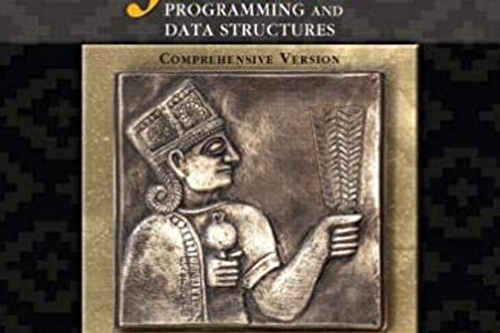 PROGRAMMING AND
DATA STRUCTURES
COMPREHENSIVE VERSION